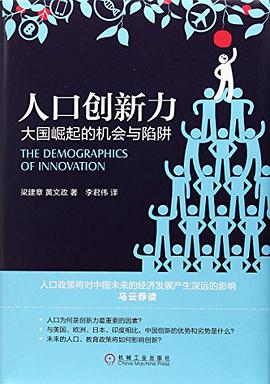 人口创新力
大国崛起的机会与陷阱
THE DEMOGRAPHICS
OF INNOVATION
梁建章 黄文政 著 李君伟 译
人口政策将对中国未来的经济发展产生深远的影响
马云荐读
• 人口为何是创新力最重要的因素？
• 与美国、欧洲、日本、印度相比，中国创新的优势和劣势是什么？
• 未来的人口、教育政策如何影响创新？
机械工业出版社
CHINA MACHINE PRESS